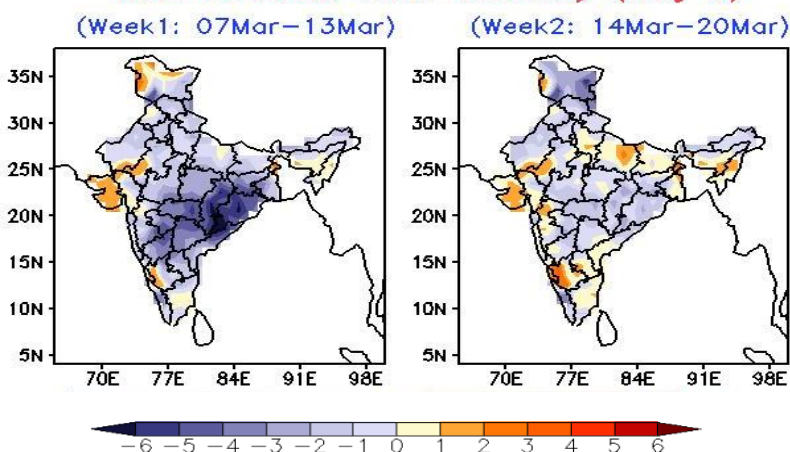 (Week1: 07Mar–13Mar) (Week2: 14Mar–20Mar)
35N 35N
30N 30N
25N 25N
20N 20N
15N 15N
10N 10N
5N 5N
70E 77E 84E 91E 98E 70E 77E 84E 91E 98E
−6 −5 −4 −3 −2 −1 0 1 2 3 4 5 6